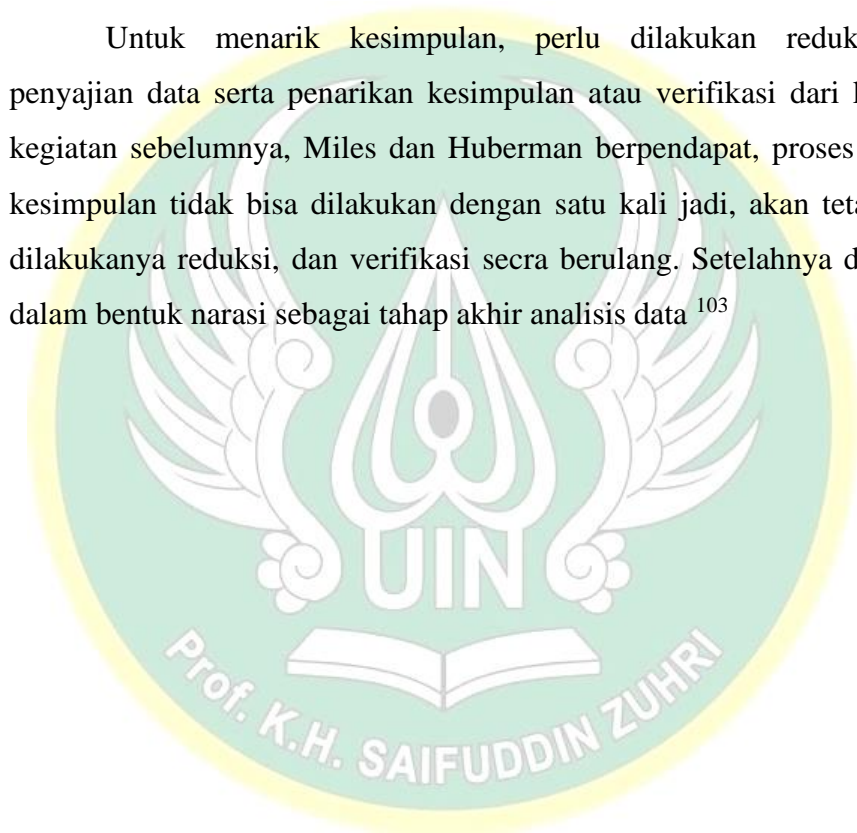 Untuk menarik kesimpulan, perlu dilakukan
penyajian data serta penarikan kesimpulan atau verifikasi dari
kegiatan sebelumnya, Miles dan Huberman berpendapat, proses
kesimpulan tidak bisa dilakukan dengan satu kali jadi, akan
dilakukanya reduksi, dan verifikasi secra berulang. Setelahnya
dalam bentuk narasi sebagai tahap akhir analisis data 103
UIN
Prof. K.H. SAIFUDDIN ZUHRI